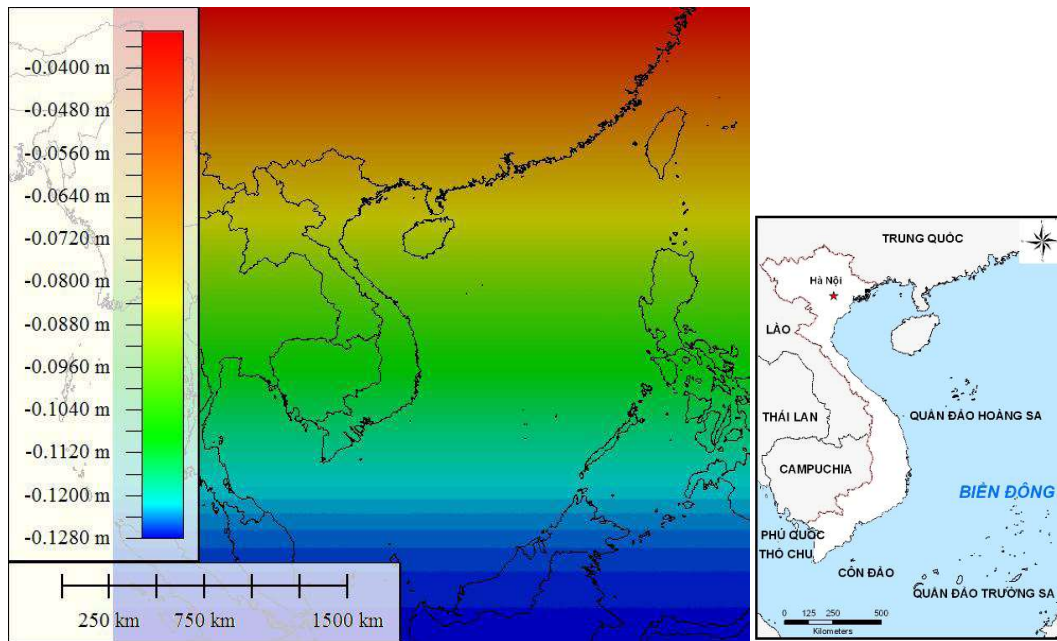 -0.0400 m
-0.0480 m
-0.0560 m
-0.0640 m
-0.0720 m
-0.0800 m
-0.0880 m
-0.0960 m
-0.1040 m
-0.1120 m
-0.1200 m
-0.1280 m
250 km 750 km 1500 km
TRUNG QUỐC
Hà Nội
LÀO
THÁI LAN
QUẦN ĐẢO HOÀNG SA
CAMPUCHIA
BIỂN ĐÔNG
PHÚ QUỐC
THỔ CHU
CÔN ĐẢO
QUẦN ĐẢO TRƯỜNG SA
0 125 250 500
Kilometers